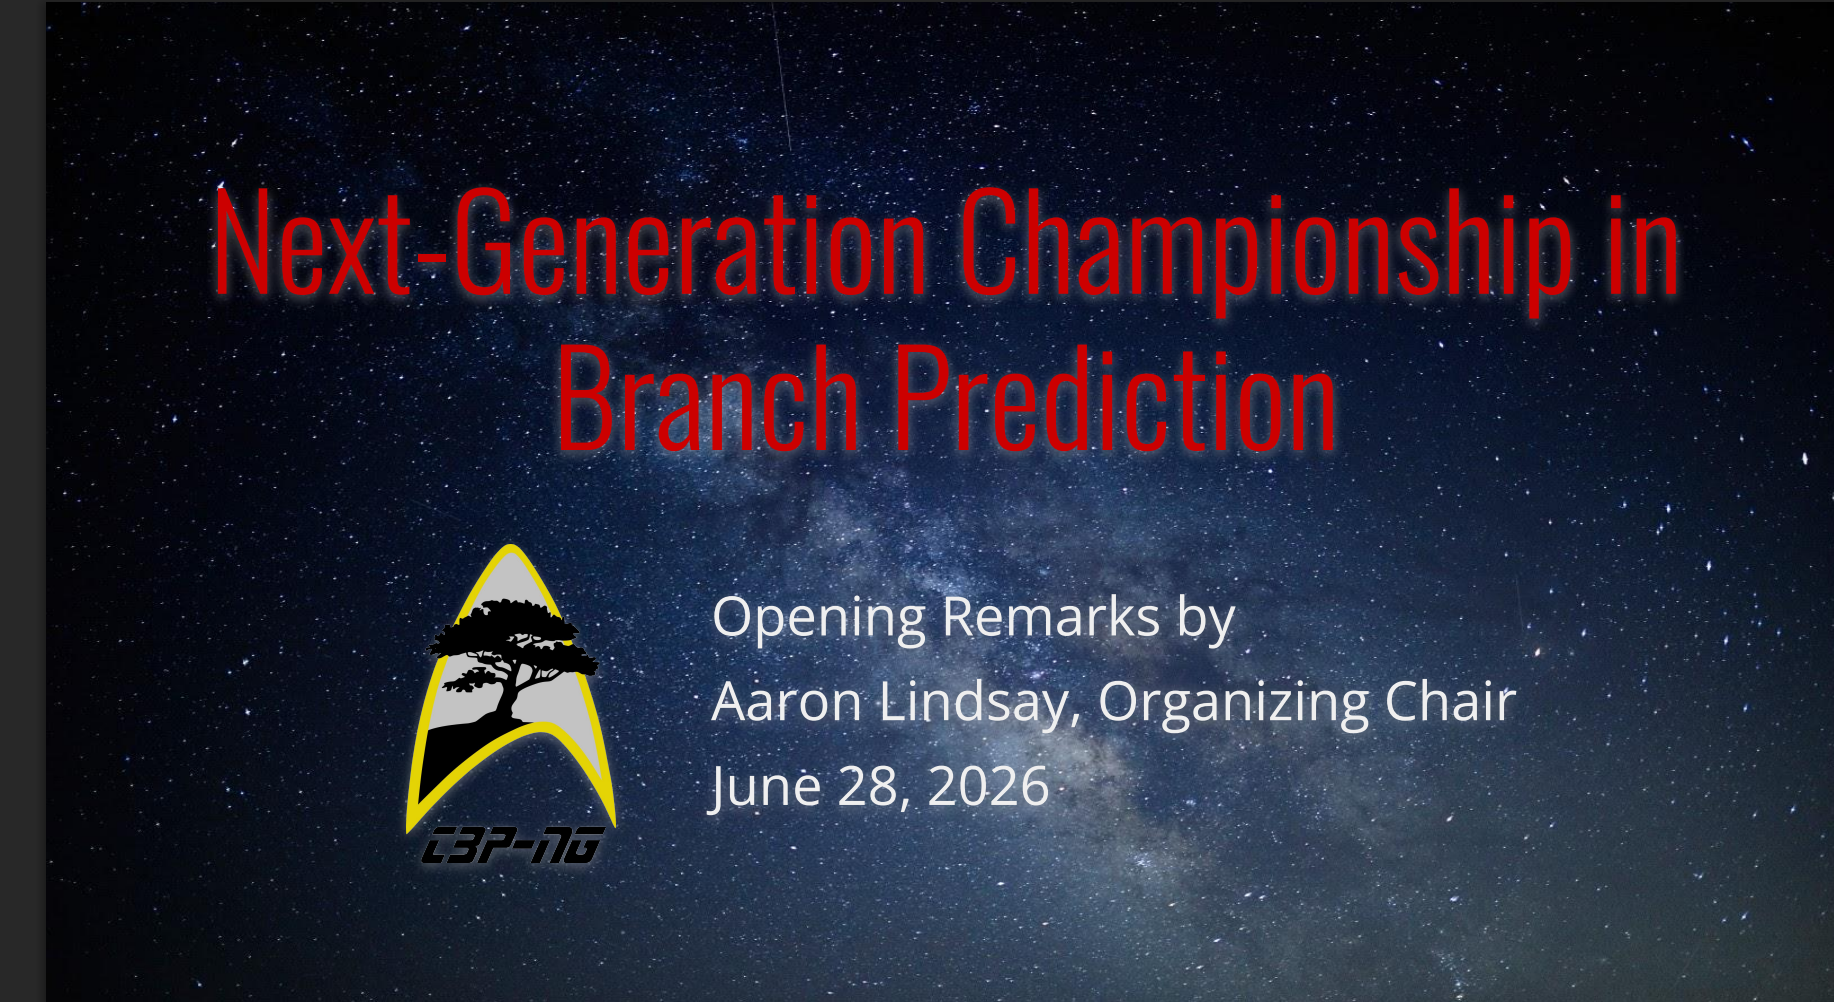 Next-Generation Championship in
Branch Prediction
Opening Remarks by
Aaron Lindsay, Organizing Chair
June 28, 2026
CBP-NG